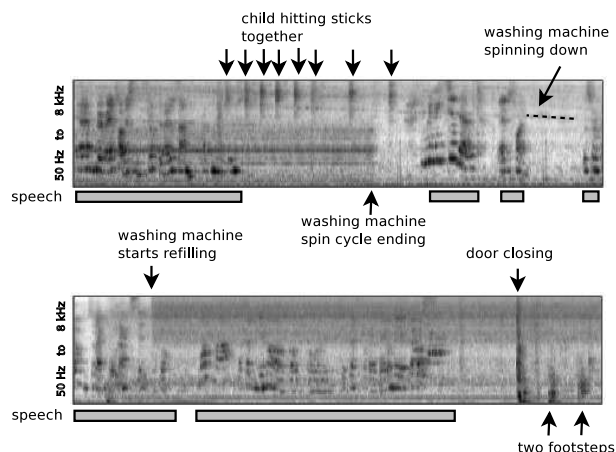 child hitting sticks
together
washing machine
spinning down
50 Hz to 8 kHz
speech
washing machine
spin cycle ending
washing machine
starts refilling
door closing
50 Hz to 8 kHz
speech
two footsteps